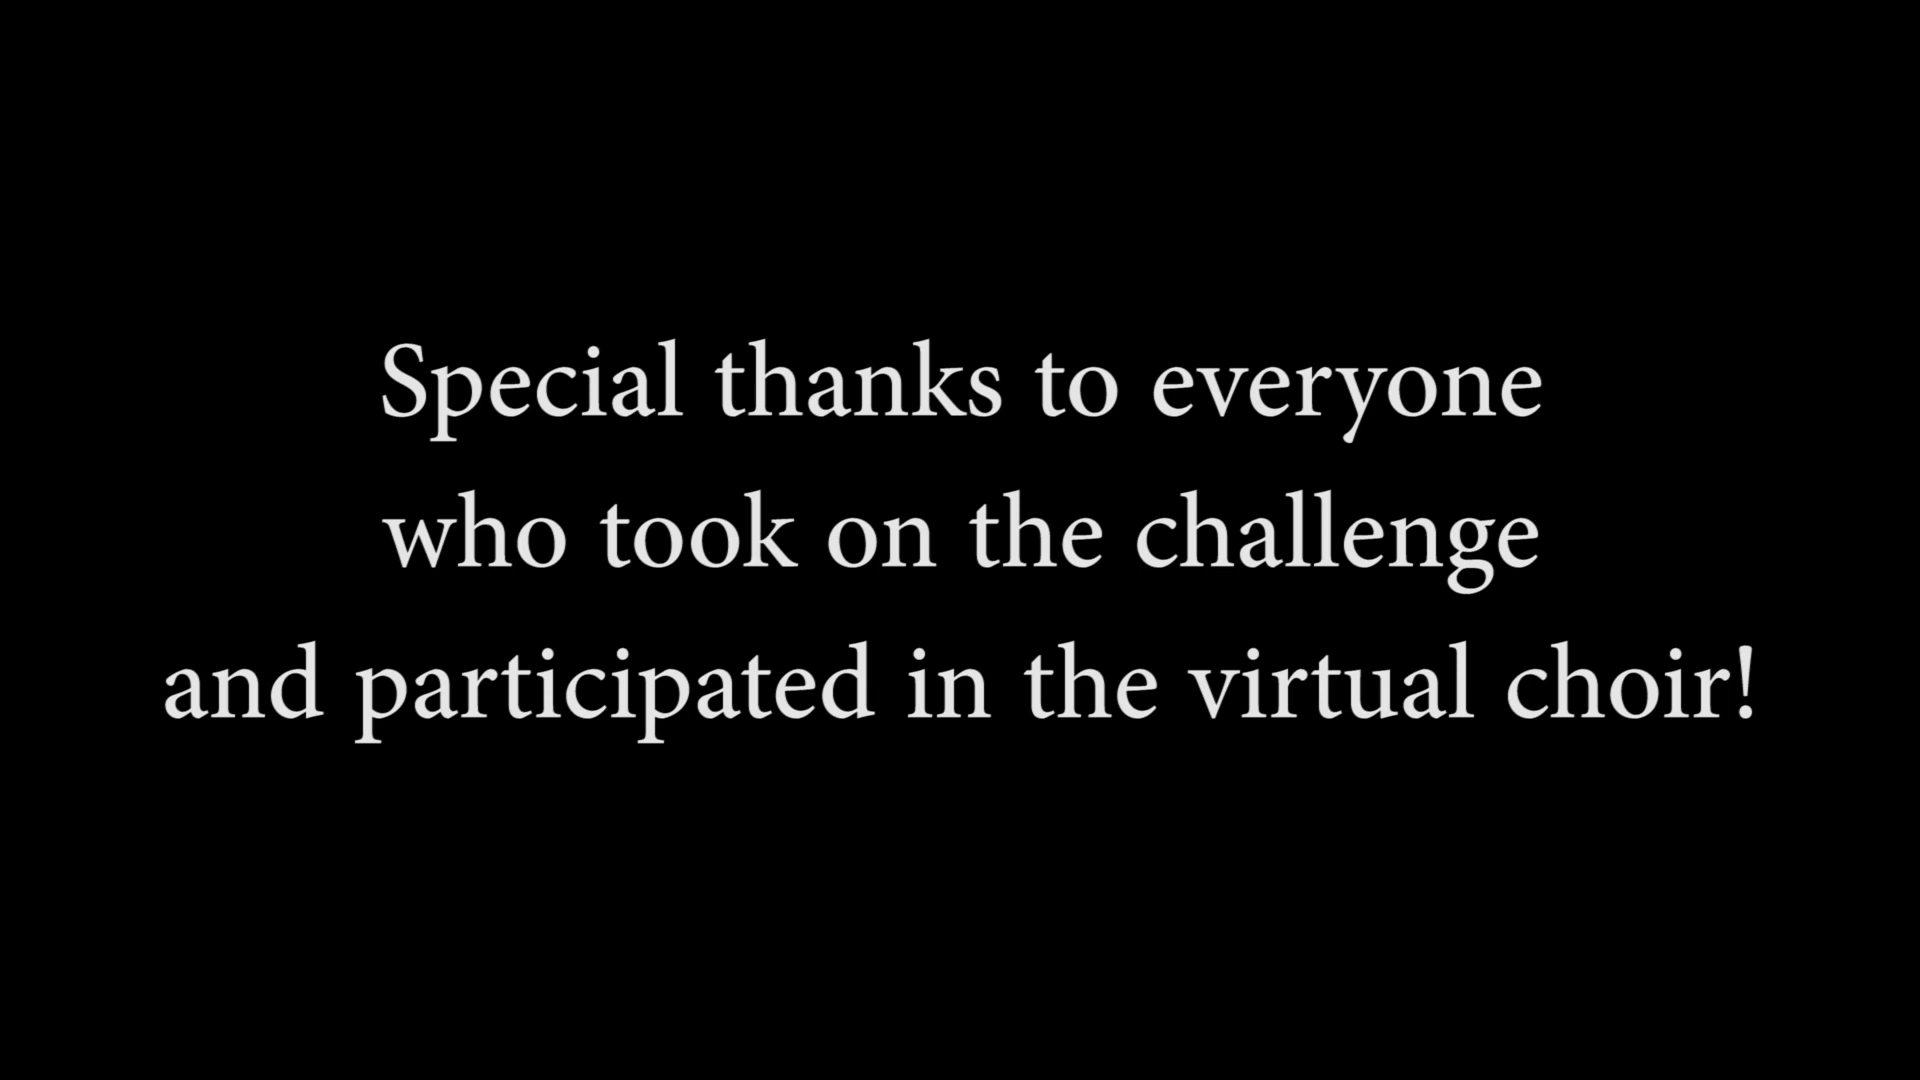 Special thanks to everyone
who took on the challenge
and participated in the virtual choir!